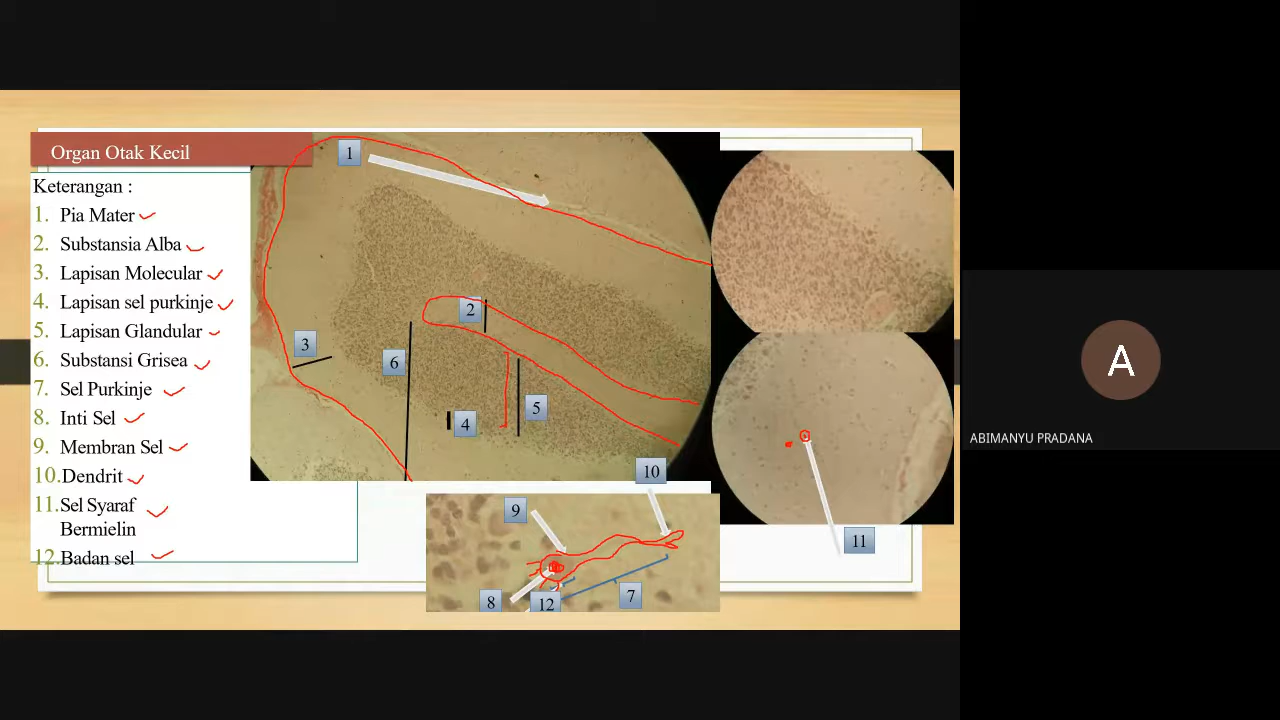 Organ Otak Kecil
Keterangan :
1. Pia Mater
2. Substansia Alba
3. Lapisan Molecular
4. Lapisan sel purkinje
5. Lapisan Glandular
6. Substansi Grisea
7. Sel Purkinje
8. Inti Sel
9. Membran Sel
10. Dendrit
11. Sel Syaraf
Bermielin
12. Badan sel
1
2
3
6
5
4
10
9
8
12
7
11
A
ABIMANYU PRADANA